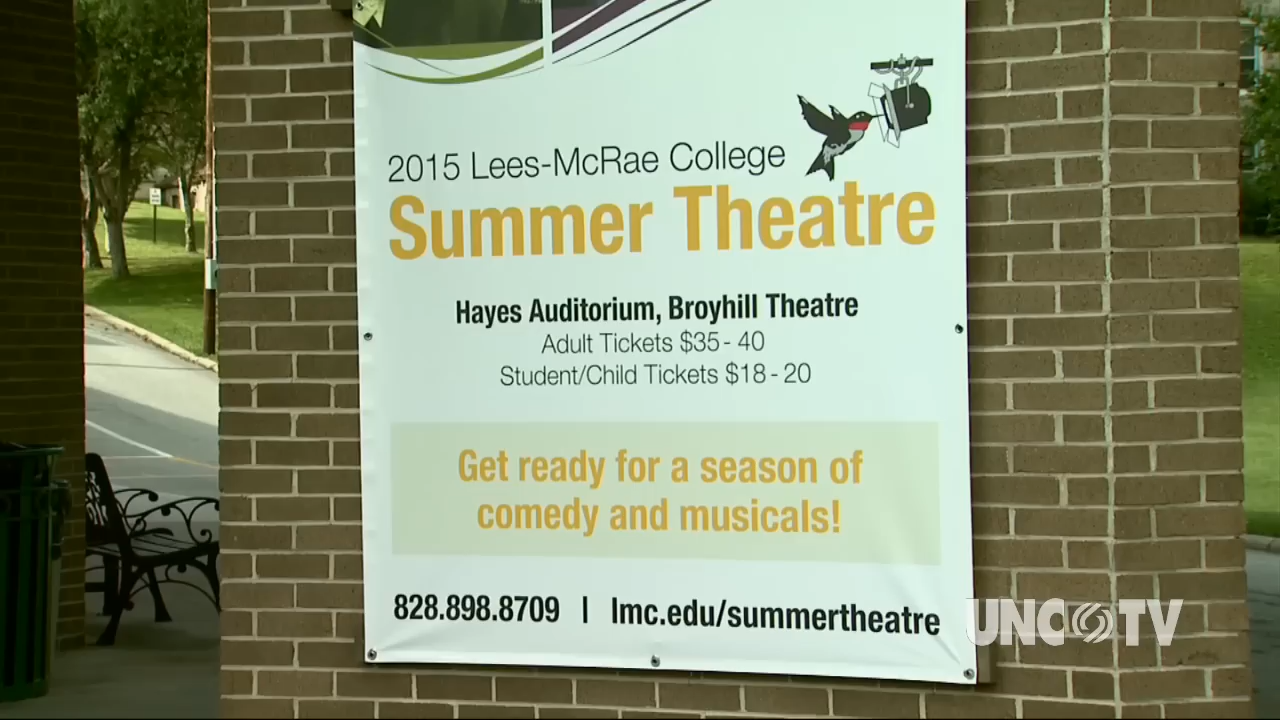 2015 Lees-McRae College
Summer Theatre
Hayes Auditorium, Broyhill Theatre
Adult Tickets $35 - 40
Student/Child Tickets $18 - 20
Get ready for a season of
comedy and musicals!
828.898.8709 | lmc.edu/summertheatre
UNC TV